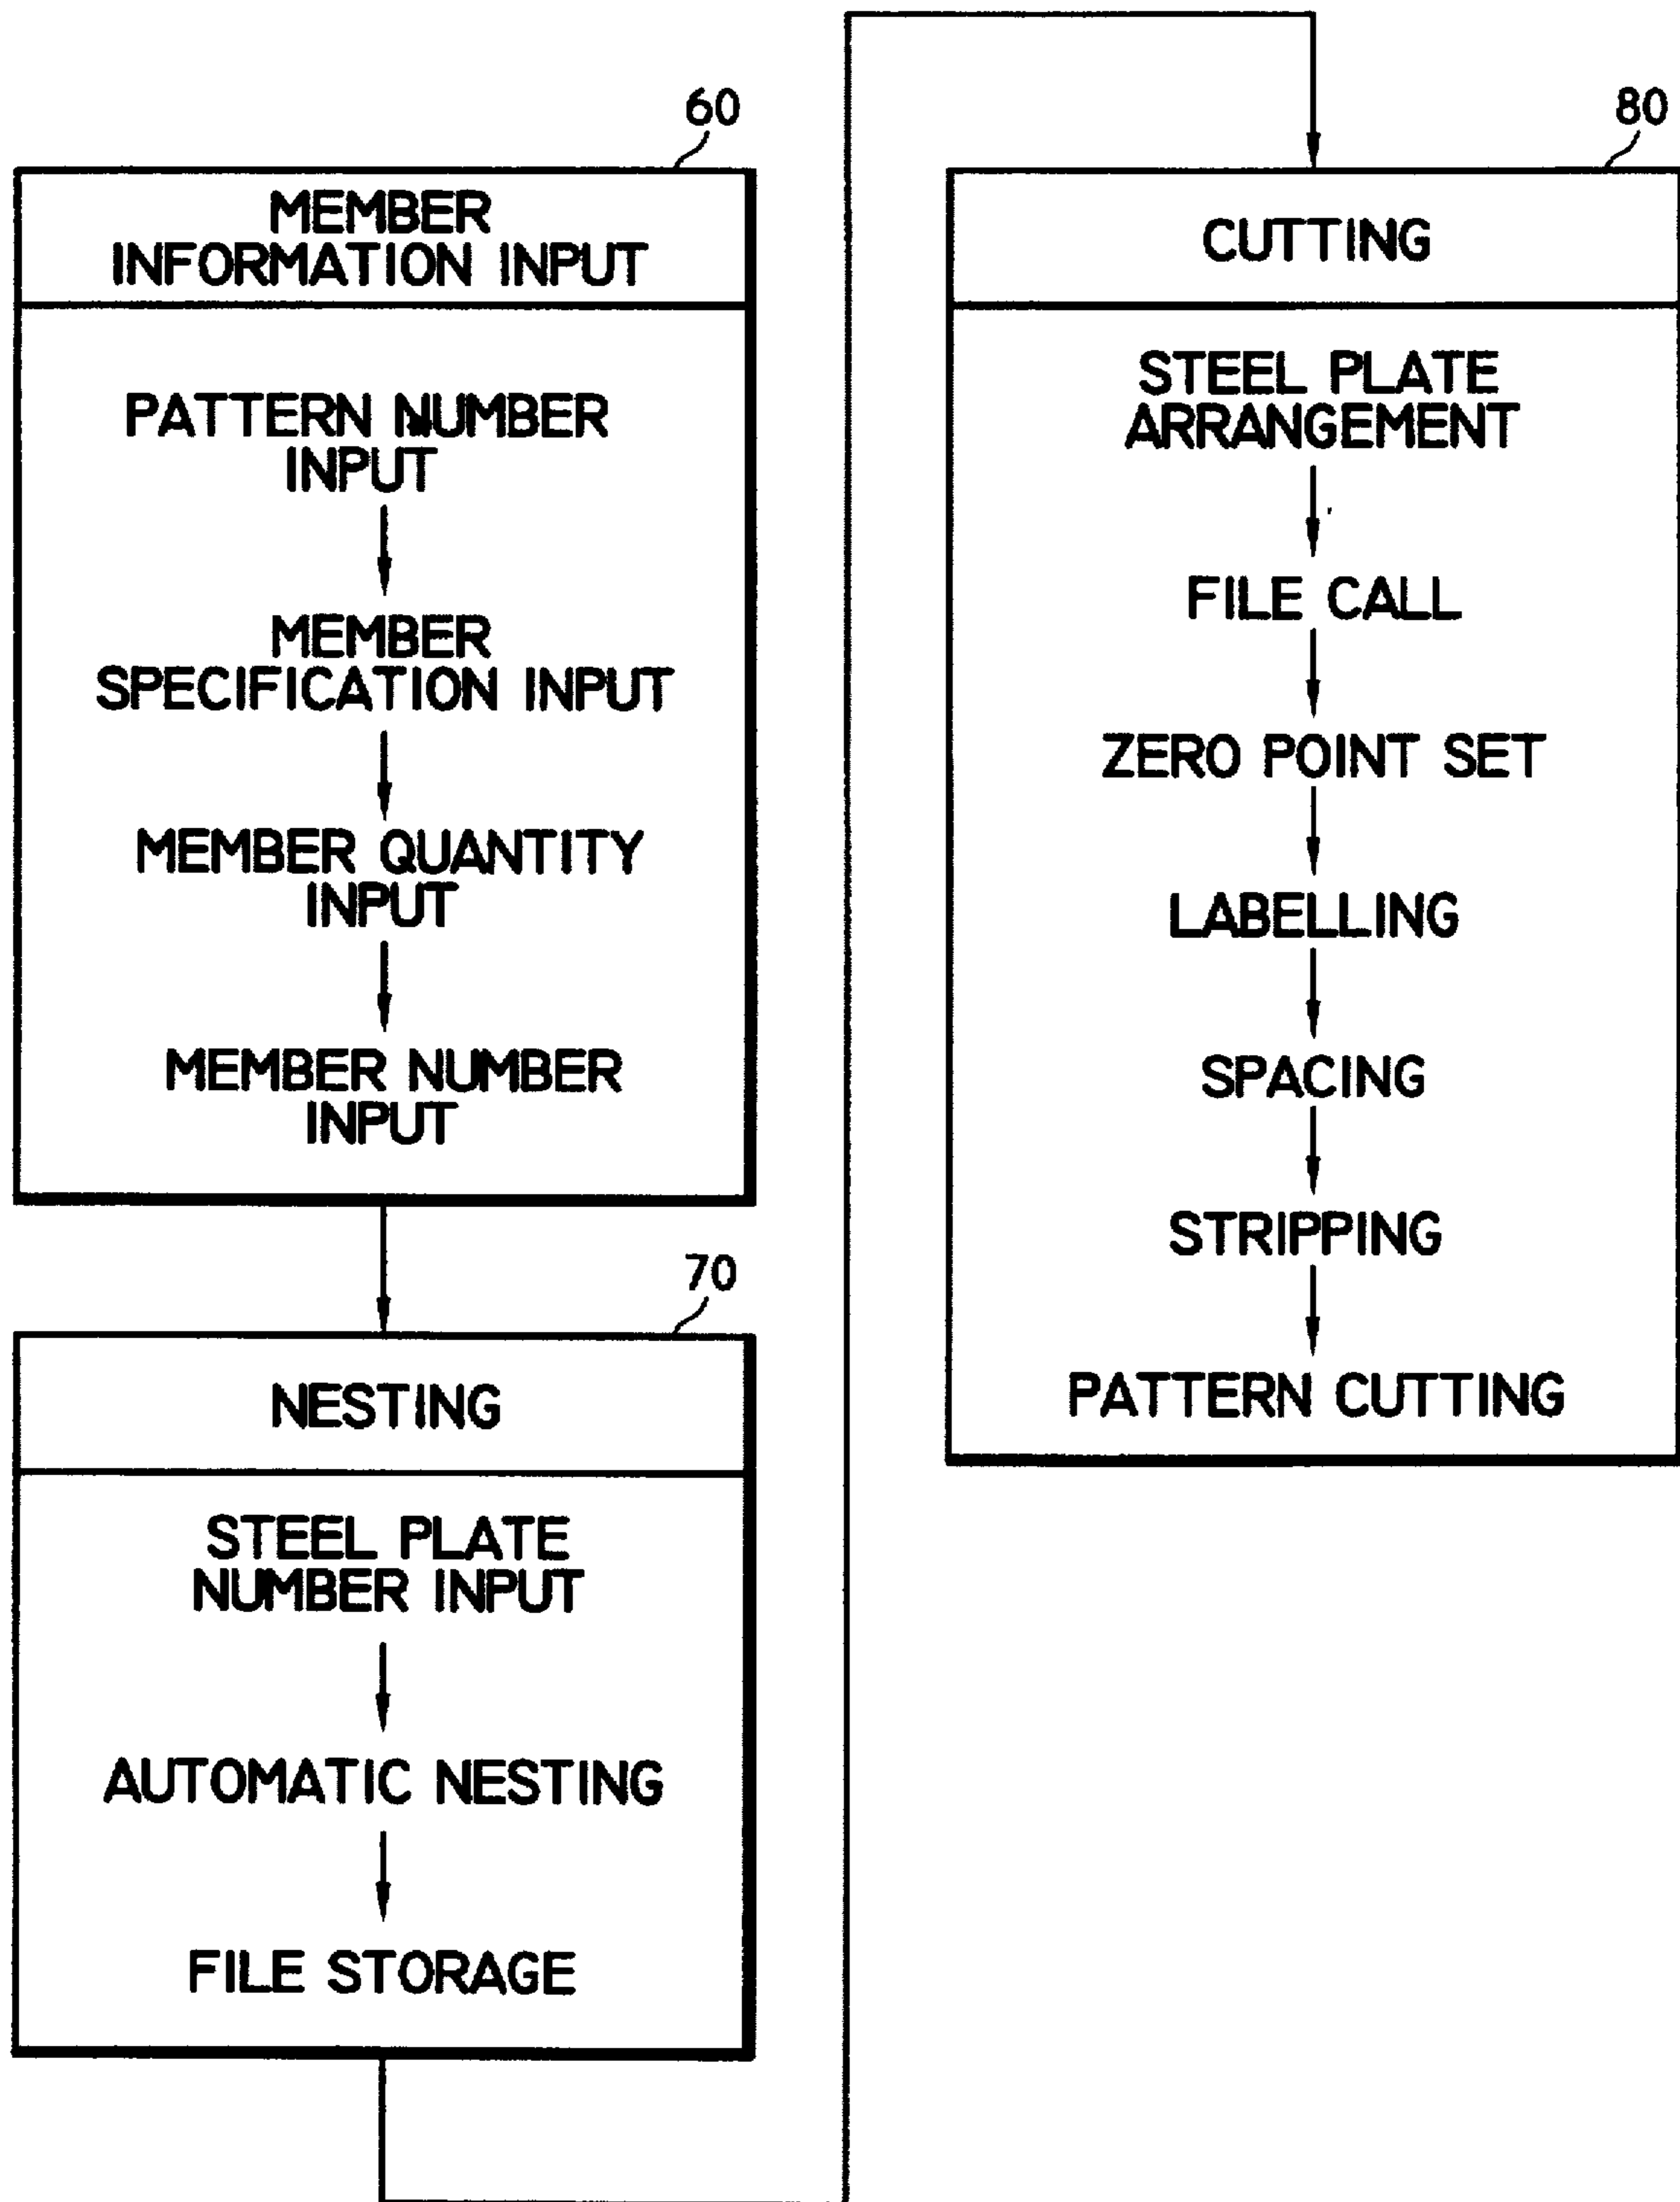 60
MEMBER
INFORMATION INPUT
PATTERN NUMBER
INPUT
MEMBER
SPECIFICATION INPUT
MEMBER QUANTITY
INPUT
MEMBER NUMBER
INPUT
70
NESTING
STEEL PLATE
NUMBER INPUT
AUTOMATIC NESTING
FILE STORAGE
80
CUTTING
STEEL PLATE
ARRANGEMENT
FILE CALL
ZERO POINT SET
LABELLING
SPACING
STRIPPING
PATTERN CUTTING